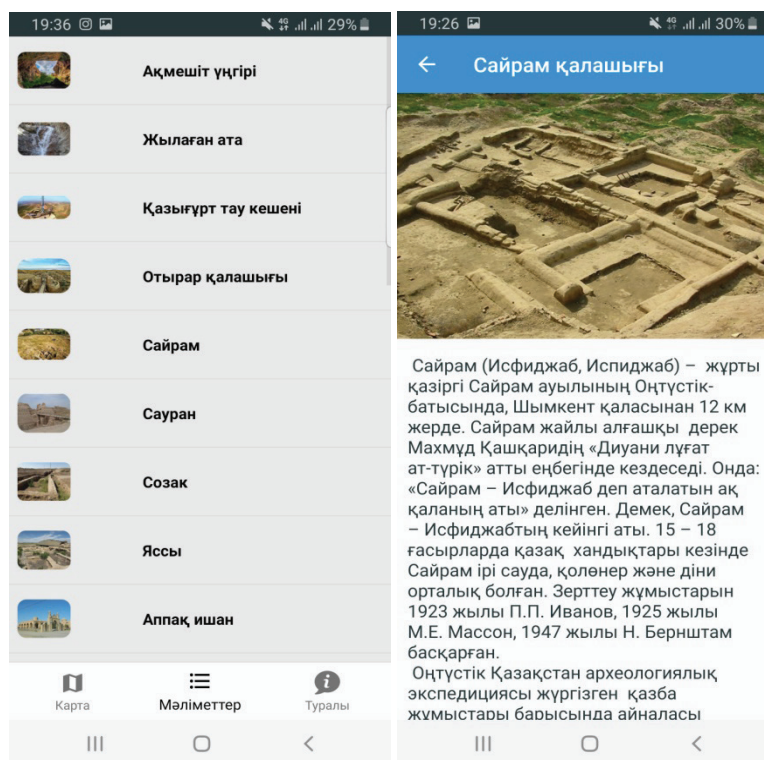 19:36 4G 29%
Ақмешіт үңгірі
Жылаған ата
Қазығұрт тау кешені
Отырар қалашығы
Сайрам
Сауран
Созак
Яссы
Аппақ ишан
Карта Мәліметтер Туралы
19:26 4G 30%
Сайрам қалашығы
Сайрам (Исфиджаб, Испиджаб) – жұрты
қазіргі Сайрам ауылының Оңтүстік-
батысында, Шымкент қаласынан 12 км
жерде. Сайрам жайлы алғашқы дерек
Махмұд Қашқаридің «Диуани лұғат
ат-түрік» атты еңбегінде кездеседі. Онда:
«Сайрам – Исфиджаб деп аталатын ақ
қаланың аты» делінген. Демек, Сайрам
– Исфиджабтың кейінгі аты. 15 – 18
ғасырларда қазақ хандықтары кезінде
Сайрам ірі сауда, қолөнер және діни
орталық болған. Зерттеу жұмыстарын
1923 жылы П.П. Иванов, 1925 жылы
М.Е. Массон, 1947 жылы Н. Бернштам
басқарған.
Оңтүстік Қазақстан археологиялық
экспедициясы жүргізген қазба
жұмыстары барысында айналасы